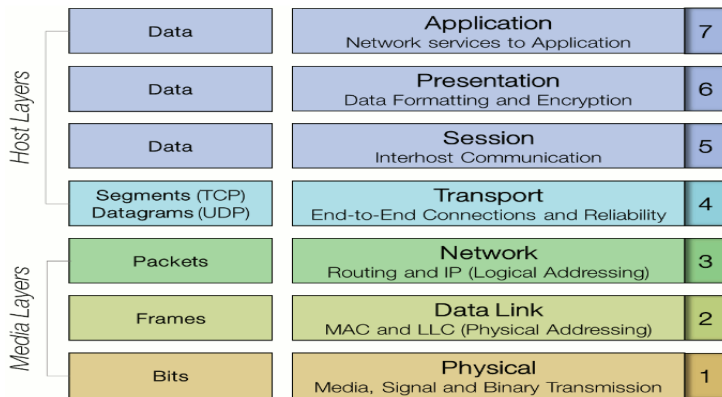 Host Layers
Data
Application
Network services to Application
7
Data
Presentation
Data Formatting and Encryption
6
Data
Session
Interhost Communication
5
Segments (TCP)
Datagrams (UDP)
Transport
End-to-End Connections and Reliability
4
Media Layers
Packets
Network
Routing and IP (Logical Addressing)
3
Frames
Data Link
MAC and LLC (Physical Addressing)
2
Bits
Physical
Media, Signal and Binary Transmission
1